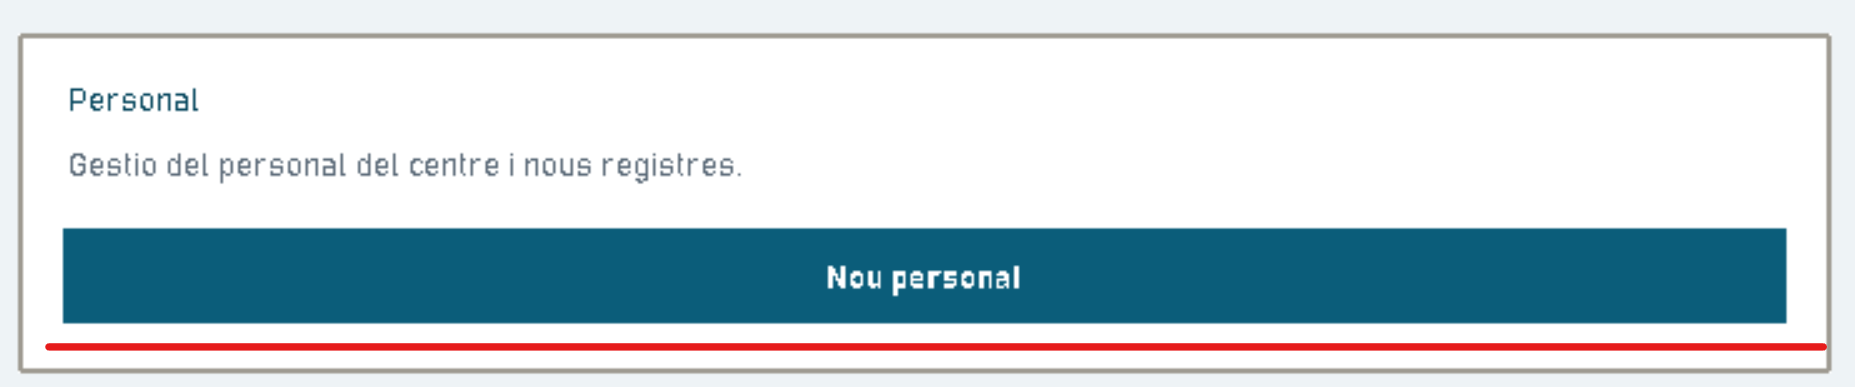 Personal
Gestio del personal del centre i nous registres.
Nou personal